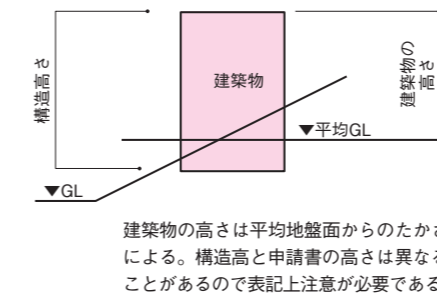 構造高さ
建築物
建築物の
高さ
▼平均GL
▼GL
建築物の高さは平均地盤面からのたかさ
による。構造高と申請書の高さは異なる
ことがあるので表記上注意が必要である